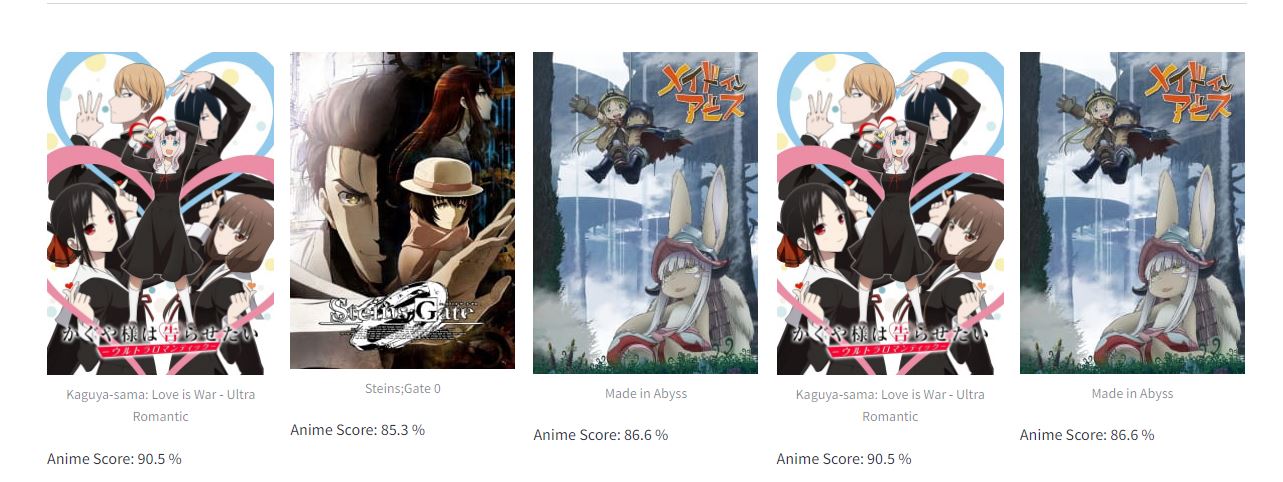 かぐや様は告らせたい
ーウルトラロマンティックー
Kaguya-sama: Love is War - Ultra
Romantic
Anime Score: 90.5 %
Steins;Gate
0
Steins;Gate 0
Anime Score: 85.3 %
メイドイン
アビス
Made in Abyss
Anime Score: 86.6 %
かぐや様は告らせたい
ーウルトラロマンティックー
Kaguya-sama: Love is War - Ultra
Romantic
Anime Score: 90.5 %
メイドイン
アビス
Made in Abyss
Anime Score: 86.6 %